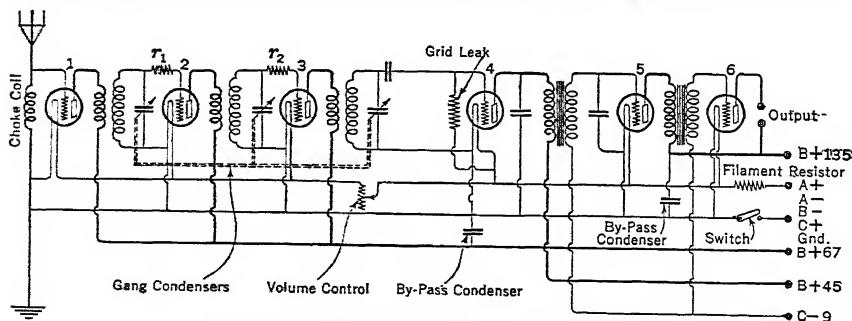 Choke Coil
1
r₁
2
r₂
3
Grid Leak
4
5
6
Output
B+135
Filament Resistor
A+
A-
B-
C+
Gnd.
Switch
By-Pass
Condenser
B+67
Gang Condensers
Volume Control
By-Pass Condenser
B+45
C-9